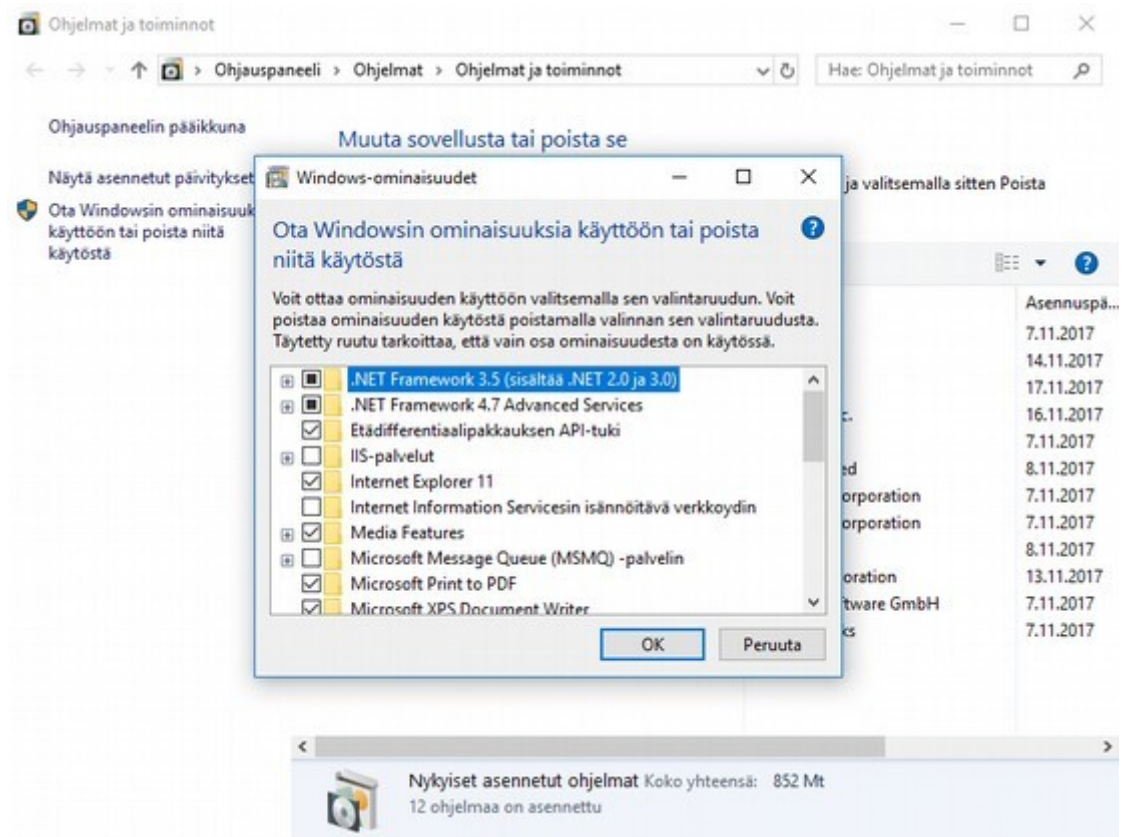 Ohjelmat ja toiminnot
Ohjauspaneeli > Ohjelmat > Ohjelmat ja toiminnot
Hae: Ohjelmat ja toiminnot
Ohjauspaneelin pääikkuna
Näytä asennetut päivitykset
Ota Windowsin
käyttöön tai poista niitä
käytöstä
Muuta sovellusta tai poista se
ja valitsemalla sitten Poista
Windows-ominaisuudet
Ota Windowsin ominaisuuksia käyttöön tai poista
niitä käytöstä
Voit ottaa ominaisuuden käyttöön valitsemalla sen valintaruudun. Voit
poistaa ominaisuuden käytöstä poistamalla valinnan sen valintaruudusta.
Täytetty ruutu tarkoittaa, että vain osa ominaisuudesta on käytössä.
.NET Framework 3.5 (sisältää .NET 2.0 ja 3.0)
.NET Framework 4.7 Advanced Services
Etädifferentiaalipakkauksen API-tuki
IIS-palvelut
Internet Explorer 11
Internet Information Servicesin isännöitävä verkkoydin
Media Features
Microsoft Message Queue (MSMQ) -palvelin
Microsoft Print to PDF
Microsoft XPS Document Writer
OK
Peruuta
Asennuspä...
7.11.2017
14.11.2017
17.11.2017
16.11.2017
7.11.2017
8.11.2017
7.11.2017
7.11.2017
8.11.2017
13.11.2017
GmbH 7.11.2017
7.11.2017
Nykyiset asennetut ohjelmat Koko yhteensä: 852 Mt
12 ohjelmaa on asennettu